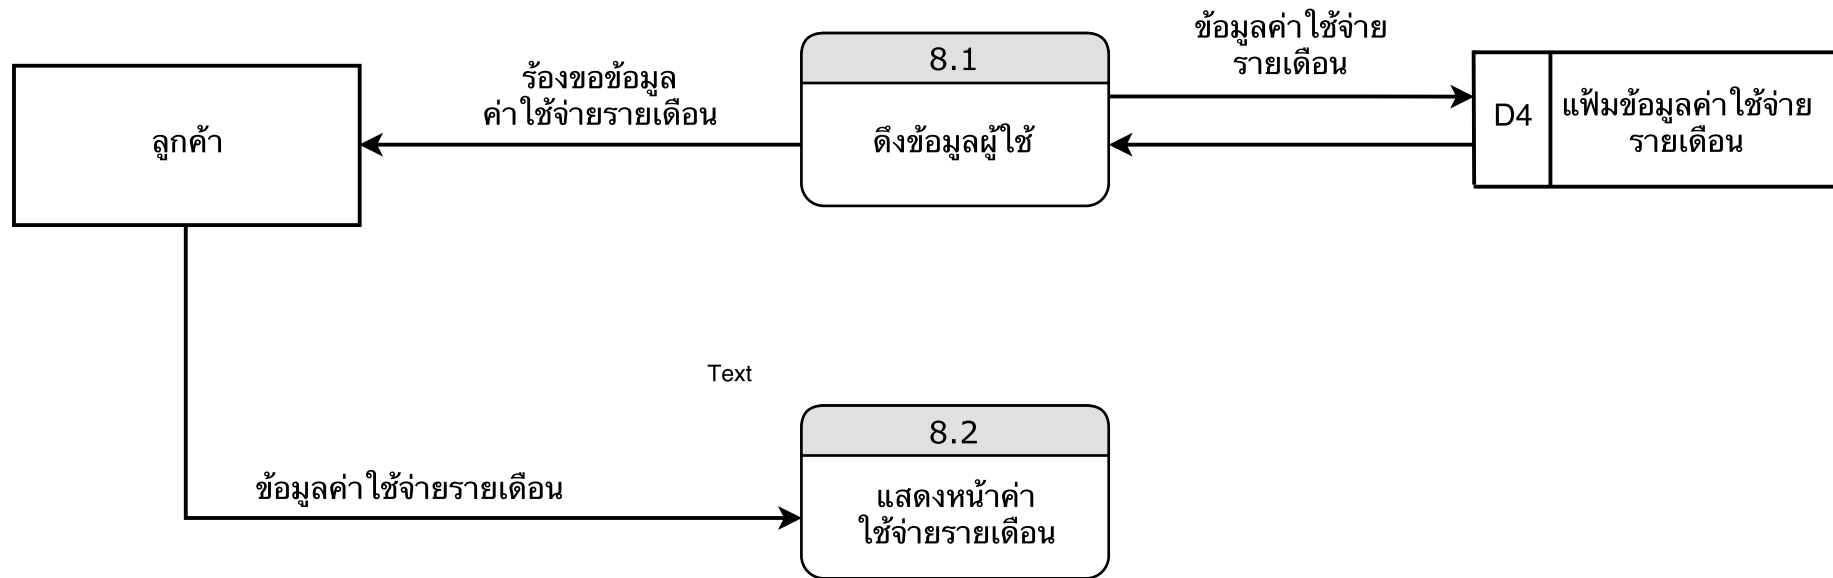 ข้อมูลค่าใช้จ่าย
รายเดือน
8.1
ร้องขอข้อมูล
ค่าใช้จ่ายรายเดือน
ลูกค้า
ดึงข้อมูลผู้ใช้
D4
แฟ้มข้อมูลค่าใช้จ่าย
รายเดือน
Text
8.2
ข้อมูลค่าใช้จ่ายรายเดือน
แสดงหน้าค่า
ใช้จ่ายรายเดือน